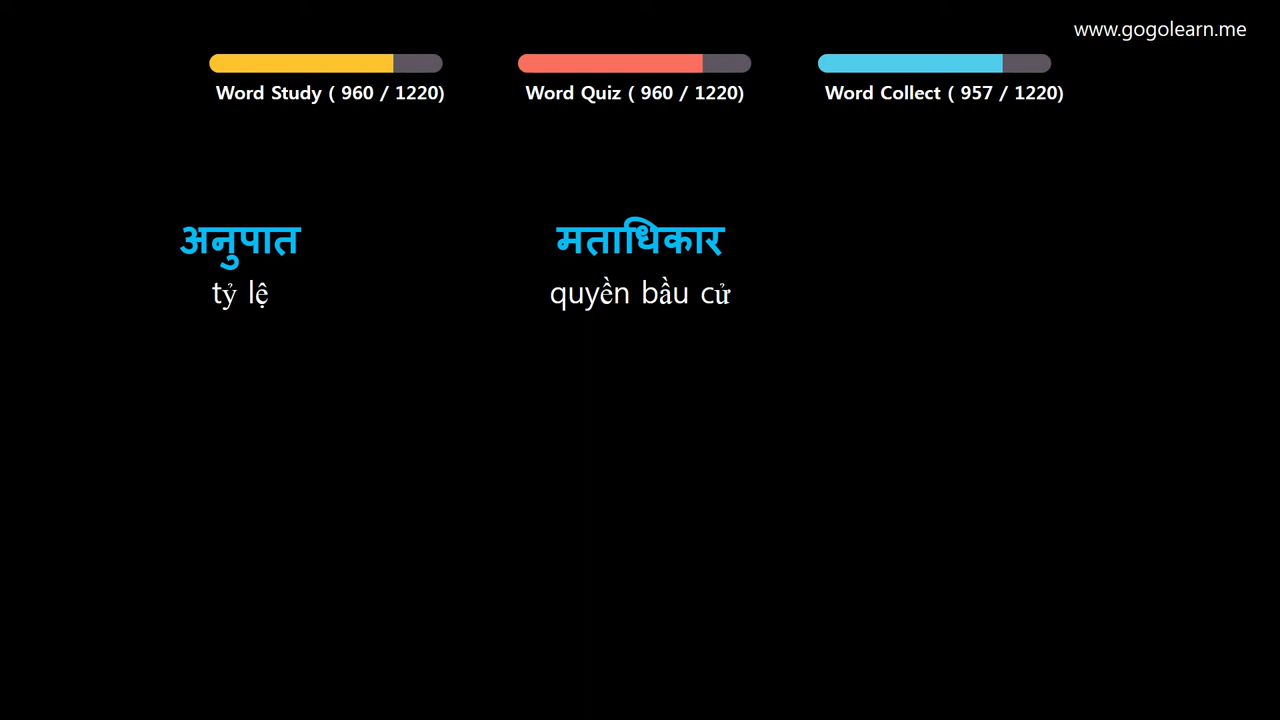 www.gogolearn.me
Word Study ( 960 / 1220)
Word Quiz ( 960 / 1220)
Word Collect ( 957 / 1220)
अनुपात
tỷ lệ
मताधिकार
quyền bầu cử